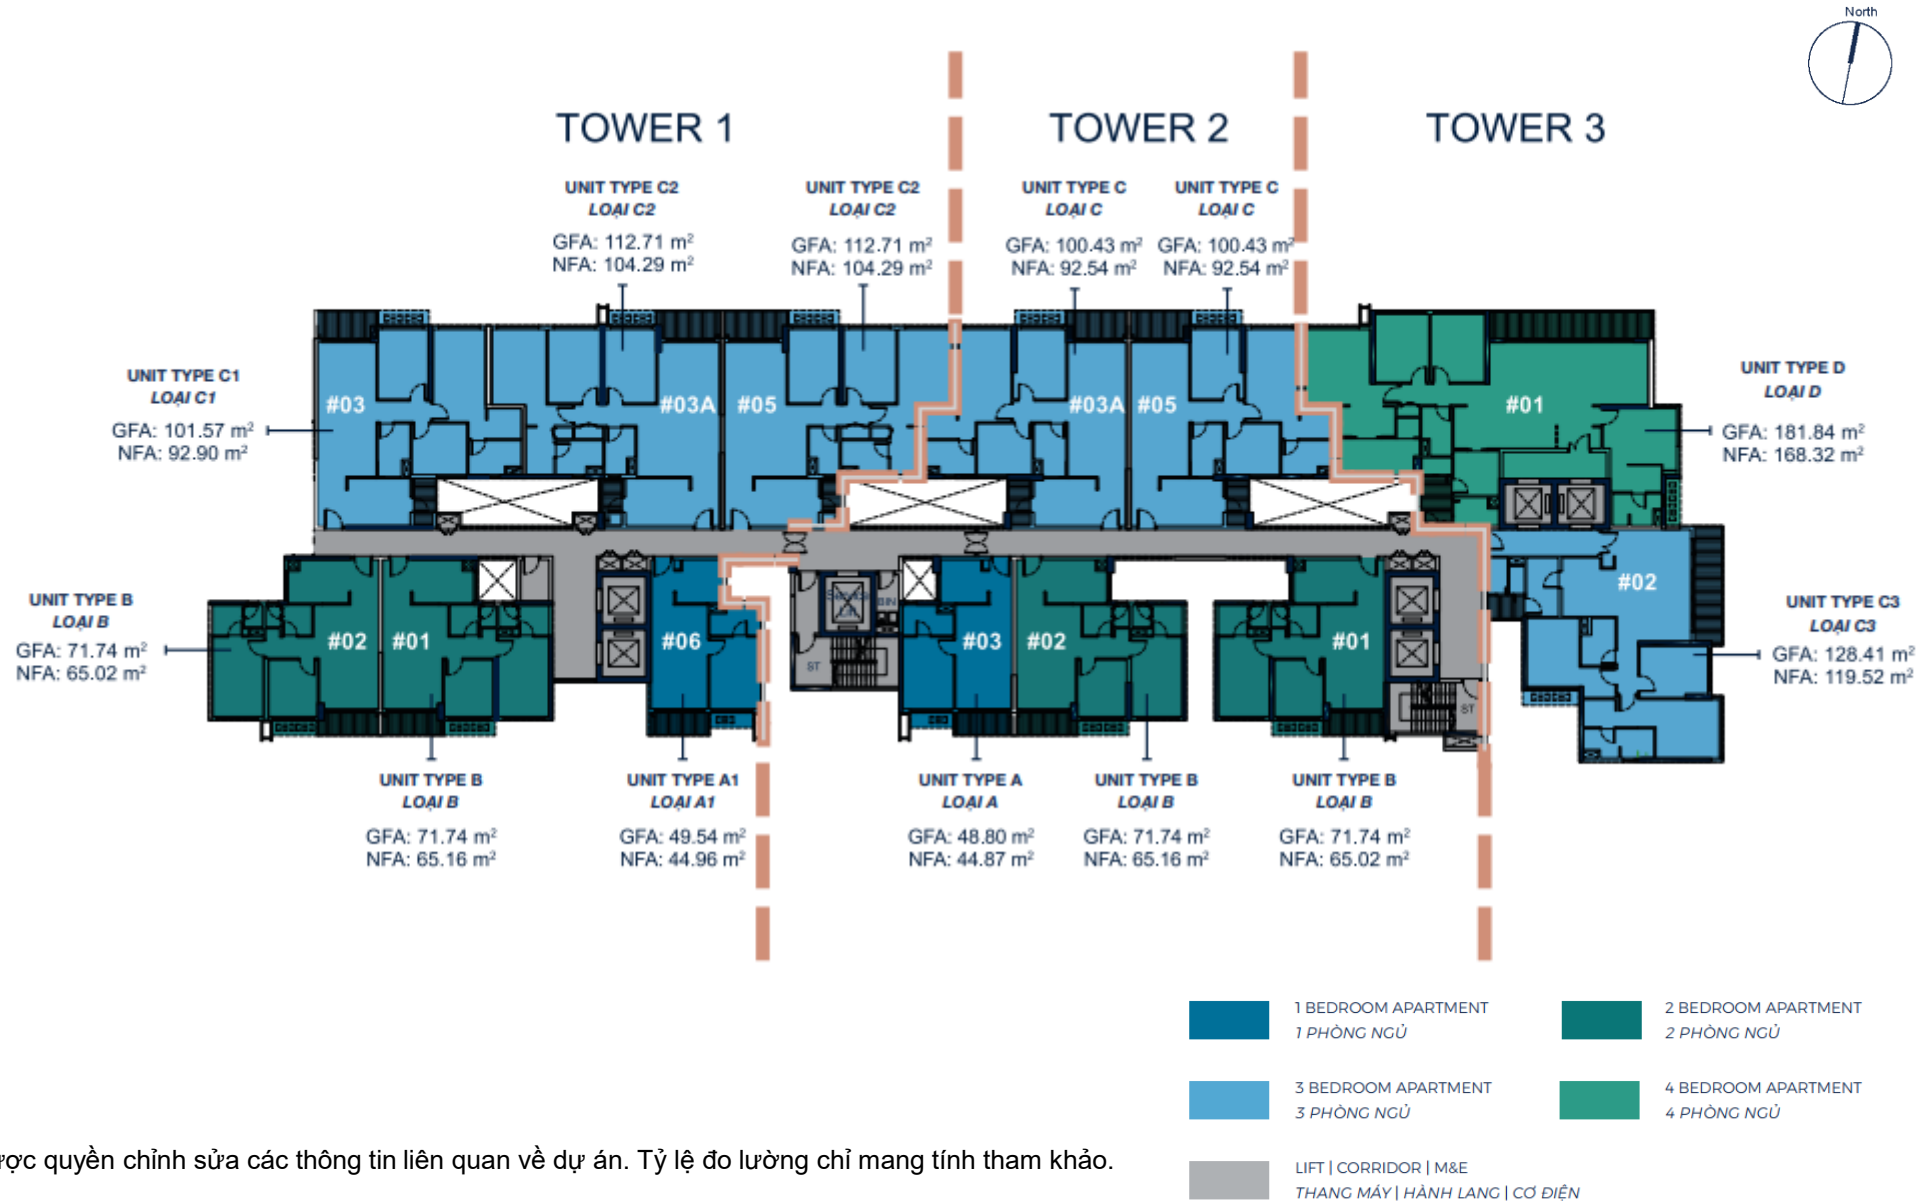 North
TOWER 1
TOWER 2
TOWER 3
UNIT TYPE C2
LOẠI C2
GFA: 112.71 m²
NFA: 104.29 m²
UNIT TYPE C2
LOẠI C2
GFA: 112.71 m²
NFA: 104.29 m²
UNIT TYPE C
LOẠI C
GFA: 100.43 m²
NFA: 92.54 m²
UNIT TYPE C
LOẠI C
GFA: 100.43 m²
NFA: 92.54 m²
UNIT TYPE C1
LOẠI C1
GFA: 101.57 m²
NFA: 92.90 m²
UNIT TYPE D
LOẠI D
GFA: 181.84 m²
NFA: 168.32 m²
#03
#03A
#05
#03A
#05
#01
UNIT TYPE B
LOẠI B
GFA: 71.74 m²
NFA: 65.02 m²
#02
#01
#06
Service
Lift
BIN
ST
#03
#02
#01
ST
#02
UNIT TYPE C3
LOẠI C3
GFA: 128.41 m²
NFA: 119.52 m²
UNIT TYPE B
LOẠI B
GFA: 71.74 m²
NFA: 65.16 m²
UNIT TYPE A1
LOẠI A1
GFA: 49.54 m²
NFA: 44.96 m²
UNIT TYPE A
LOẠI A
GFA: 48.80 m²
NFA: 44.87 m²
UNIT TYPE B
LOẠI B
GFA: 71.74 m²
NFA: 65.16 m²
UNIT TYPE B
LOẠI B
GFA: 71.74 m²
NFA: 65.02 m²
1 BEDROOM APARTMENT
1 PHÒNG NGỦ
2 BEDROOM APARTMENT
2 PHÒNG NGỦ
3 BEDROOM APARTMENT
3 PHÒNG NGỦ
4 BEDROOM APARTMENT
4 PHÒNG NGỦ
LIFT | CORRIDOR | M&E
THANG MÁY | HÀNH LANG | CƠ ĐIỆN
quyền chỉnh sửa các thông tin liên quan về dự án. Tỷ lệ đo lường chỉ mang tính tham khảo.